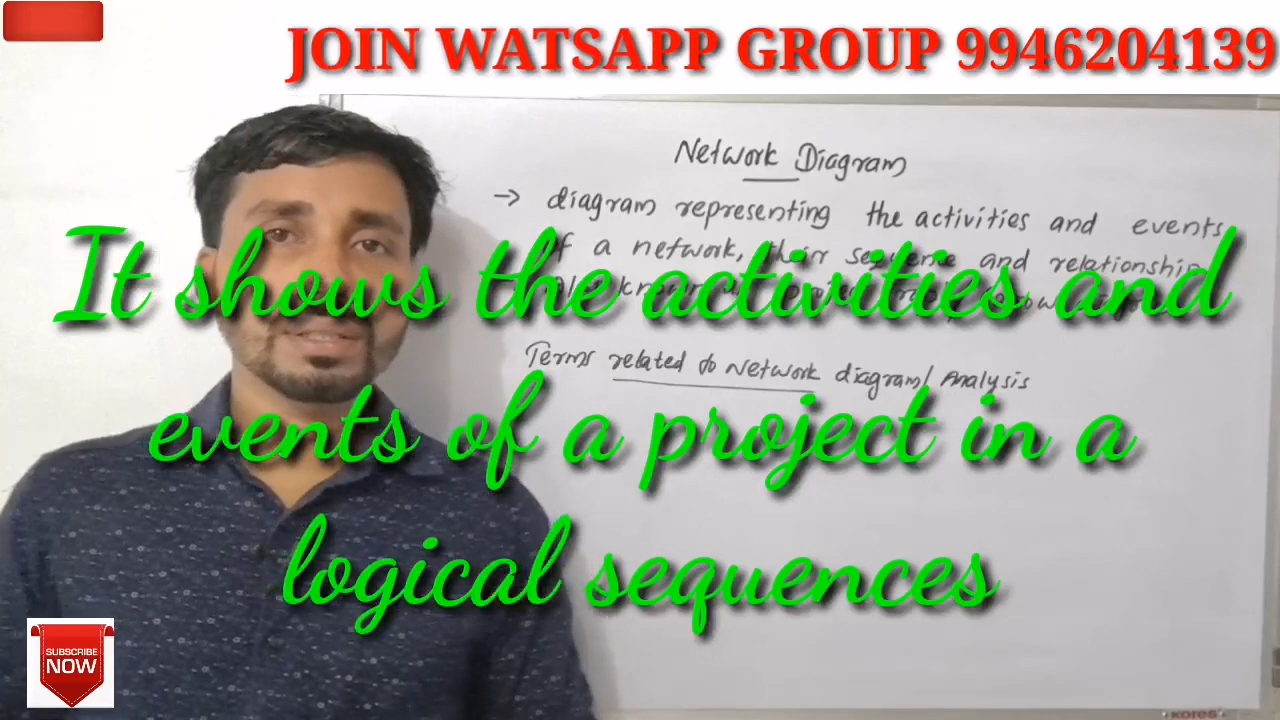 JOIN WATSAPP GROUP 9946204139
Network Diagram
→ diagram representing the activities and events
of a network, their sequence and relationship
Terms related to Network diagram/ Analysis
It shows the activities and
events of a project in a
logical sequences
SUBSCRIBE
NOW
kores